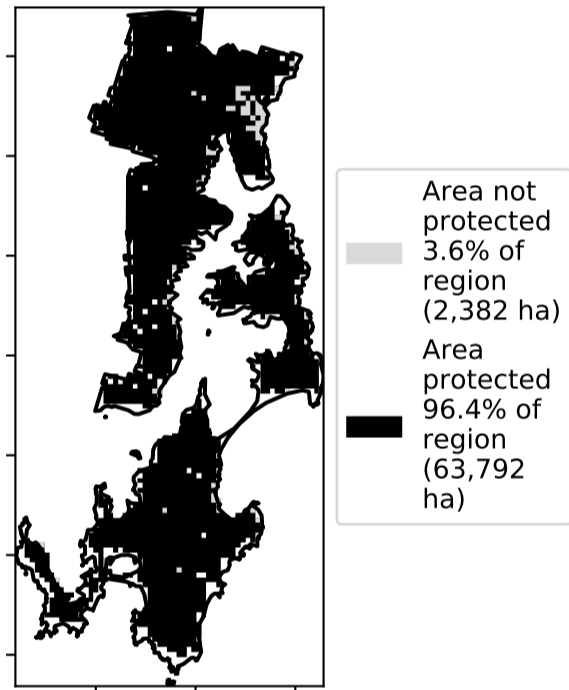 Area not
protected
3.6% of
region
(2,382 ha)
Area
protected
96.4% of
region
(63,792
ha)